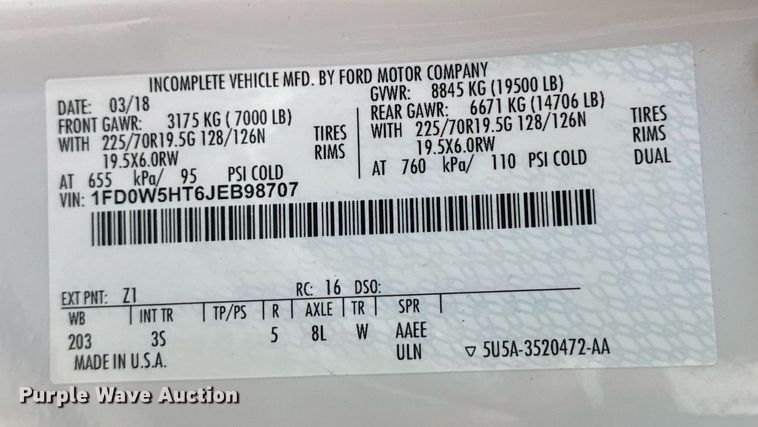 INCOMPLETE VEHICLE MFD. BY FORD MOTOR COMPANY
DATE: 03/18 GVWR: 8845 KG (19500 LB)
FRONT GAWR: 3175 KG ( 7000 LB) REAR GAWR: 6671 KG (14706 LB)
WITH 225/70R19.5G 128/126N TIRES WITH 225/70R19.5G 128/126N TIRES
19.5X6.0RW RIMS 19.5X6.0RW RIMS
AT 655 kPa/ 95 PSI COLD AT 760 kPa/ 110 PSI COLD DUAL
VIN: 1FD0W5HT6JEB98707
EXT PNT: Z1 RC: 16 DSO:
WB INT TR TP/PS R AXLE TR SPR
203 3S 5 8L W AAEE
MADE IN U.S.A. ULN ▽ 5U5A-3520472-AA
Purple Wave Auction